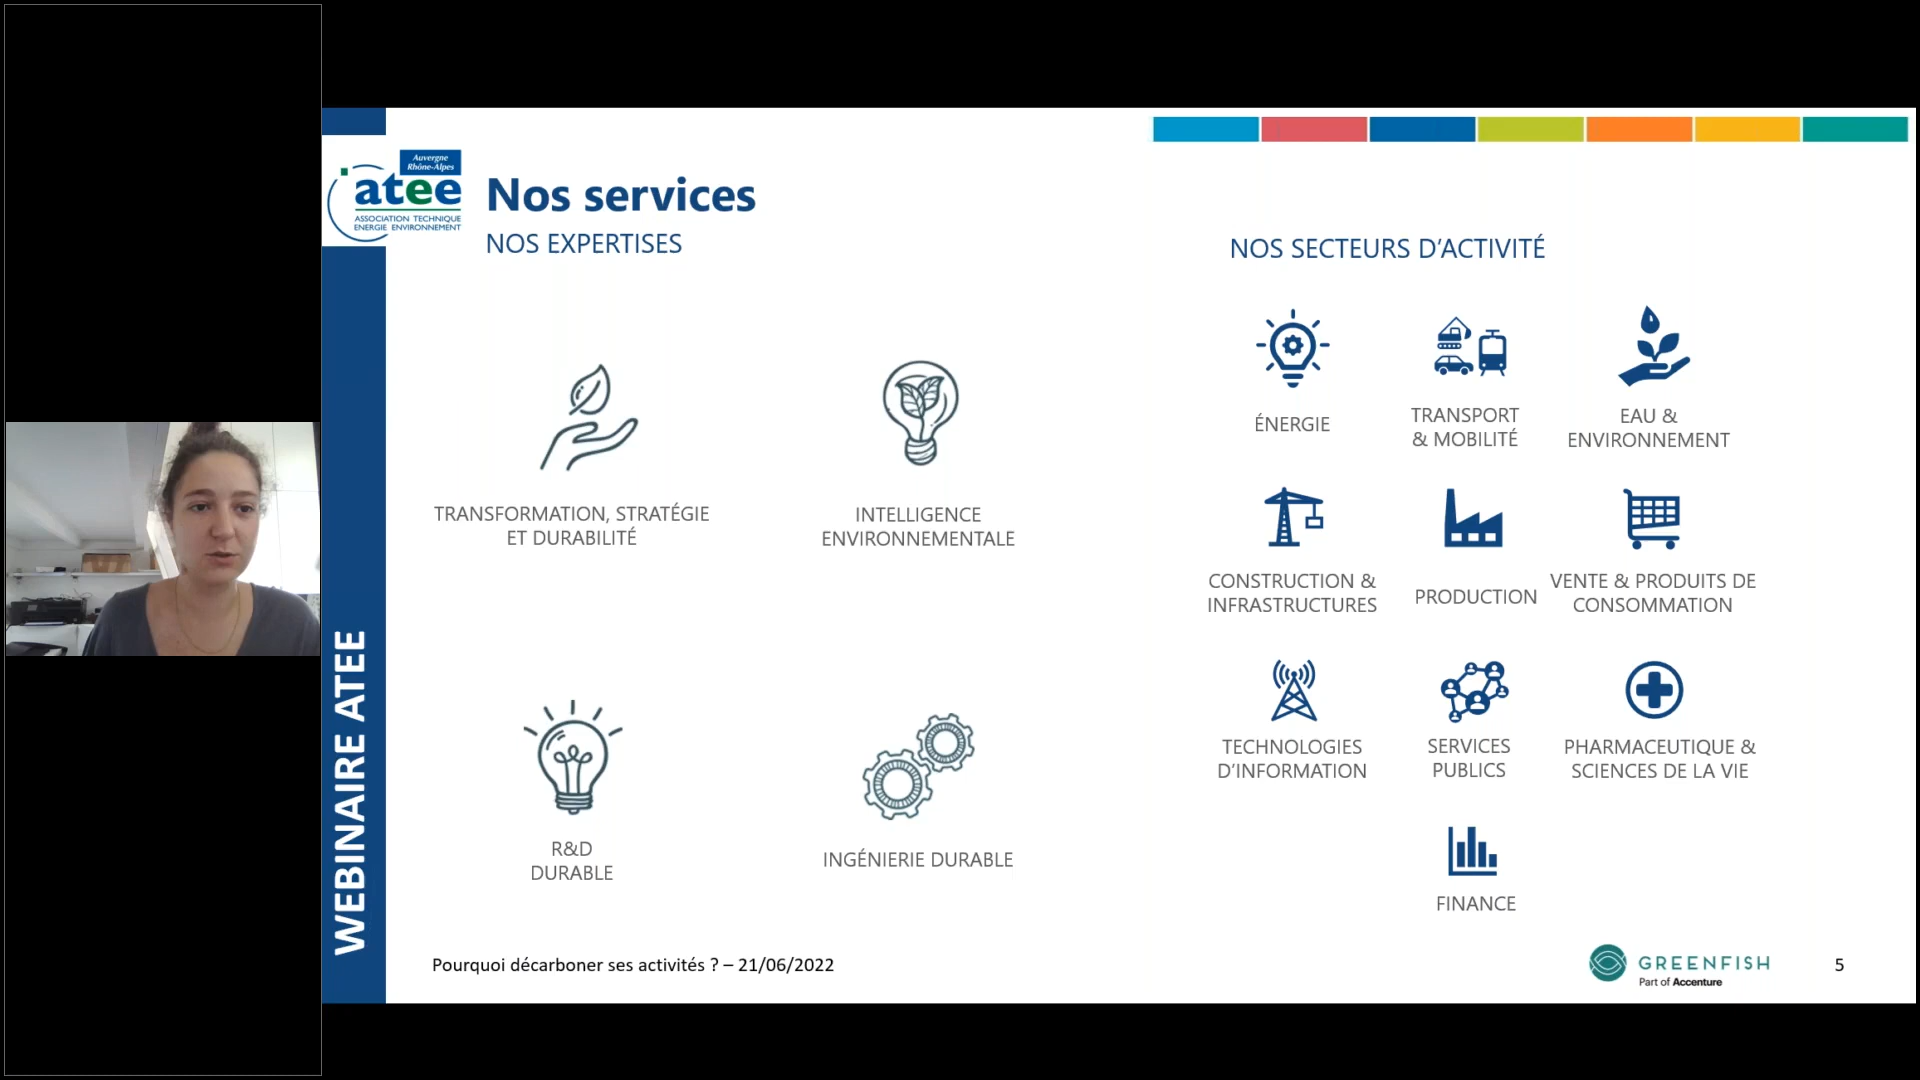 Auvergne
Rhône-Alpes
atee
ASSOCIATION TECHNIQUE
ENERGIE ENVIRONNEMENT
WEBINAIRE ATEE
Nos services
NOS EXPERTISES
TRANSFORMATION, STRATÉGIE
ET DURABILITÉ
INTELLIGENCE
ENVIRONNEMENTALE
R&D
DURABLE
INGÉNIERIE DURABLE
NOS SECTEURS D’ACTIVITÉ
ÉNERGIE
TRANSPORT
& MOBILITÉ
EAU &
ENVIRONNEMENT
CONSTRUCTION &
INFRASTRUCTURES
PRODUCTION
VENTE & PRODUITS DE
CONSOMMATION
TECHNOLOGIES
D’INFORMATION
SERVICES
PUBLICS
PHARMACEUTIQUE &
SCIENCES DE LA VIE
FINANCE
Pourquoi décarboner ses activités ? – 21/06/2022
GREENFISH
Part of Accenture
5